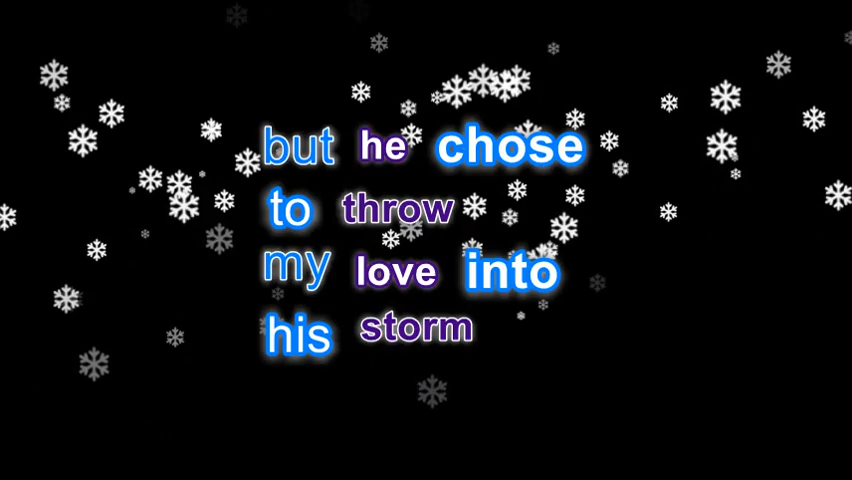 but he chose
to throw
my love into
his storm